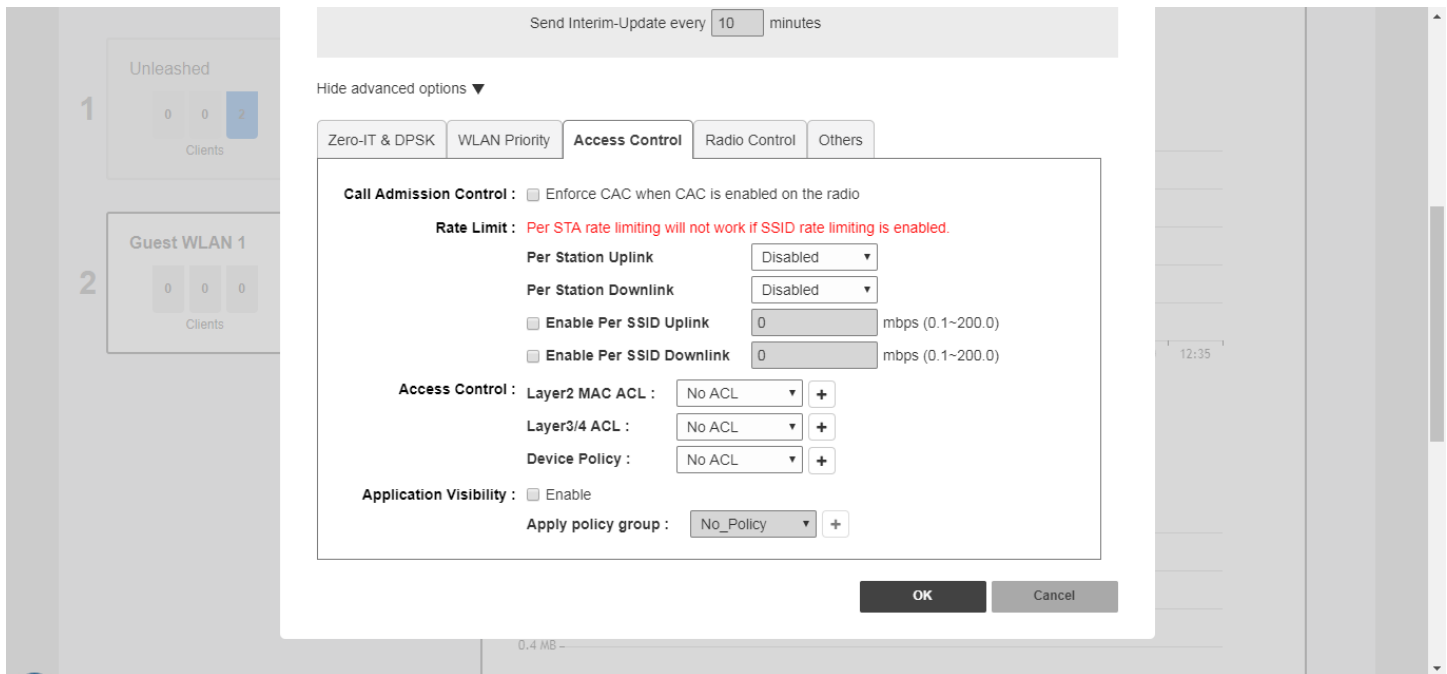 Send Interim-Update every 10 minutes
Unleashed
1
0 0 2
Clients
Hide advanced options ▼
Zero-IT & DPSK WLAN Priority Access Control Radio Control Others
Call Admission Control : Enforce CAC when CAC is enabled on the radio
Rate Limit : Per STA rate limiting will not work if SSID rate limiting is enabled.
Per Station Uplink Disabled
Per Station Downlink Disabled
Enable Per SSID Uplink 0 mbps (0.1~200.0)
Enable Per SSID Downlink 0 mbps (0.1~200.0)
Guest WLAN 1
2
0 0 0
Clients
12:35
Access Control : Layer2 MAC ACL : No ACL +
Layer3/4 ACL : No ACL +
Device Policy : No ACL +
Application Visibility : Enable
Apply policy group : No_Policy +
OK Cancel
0.4 MB